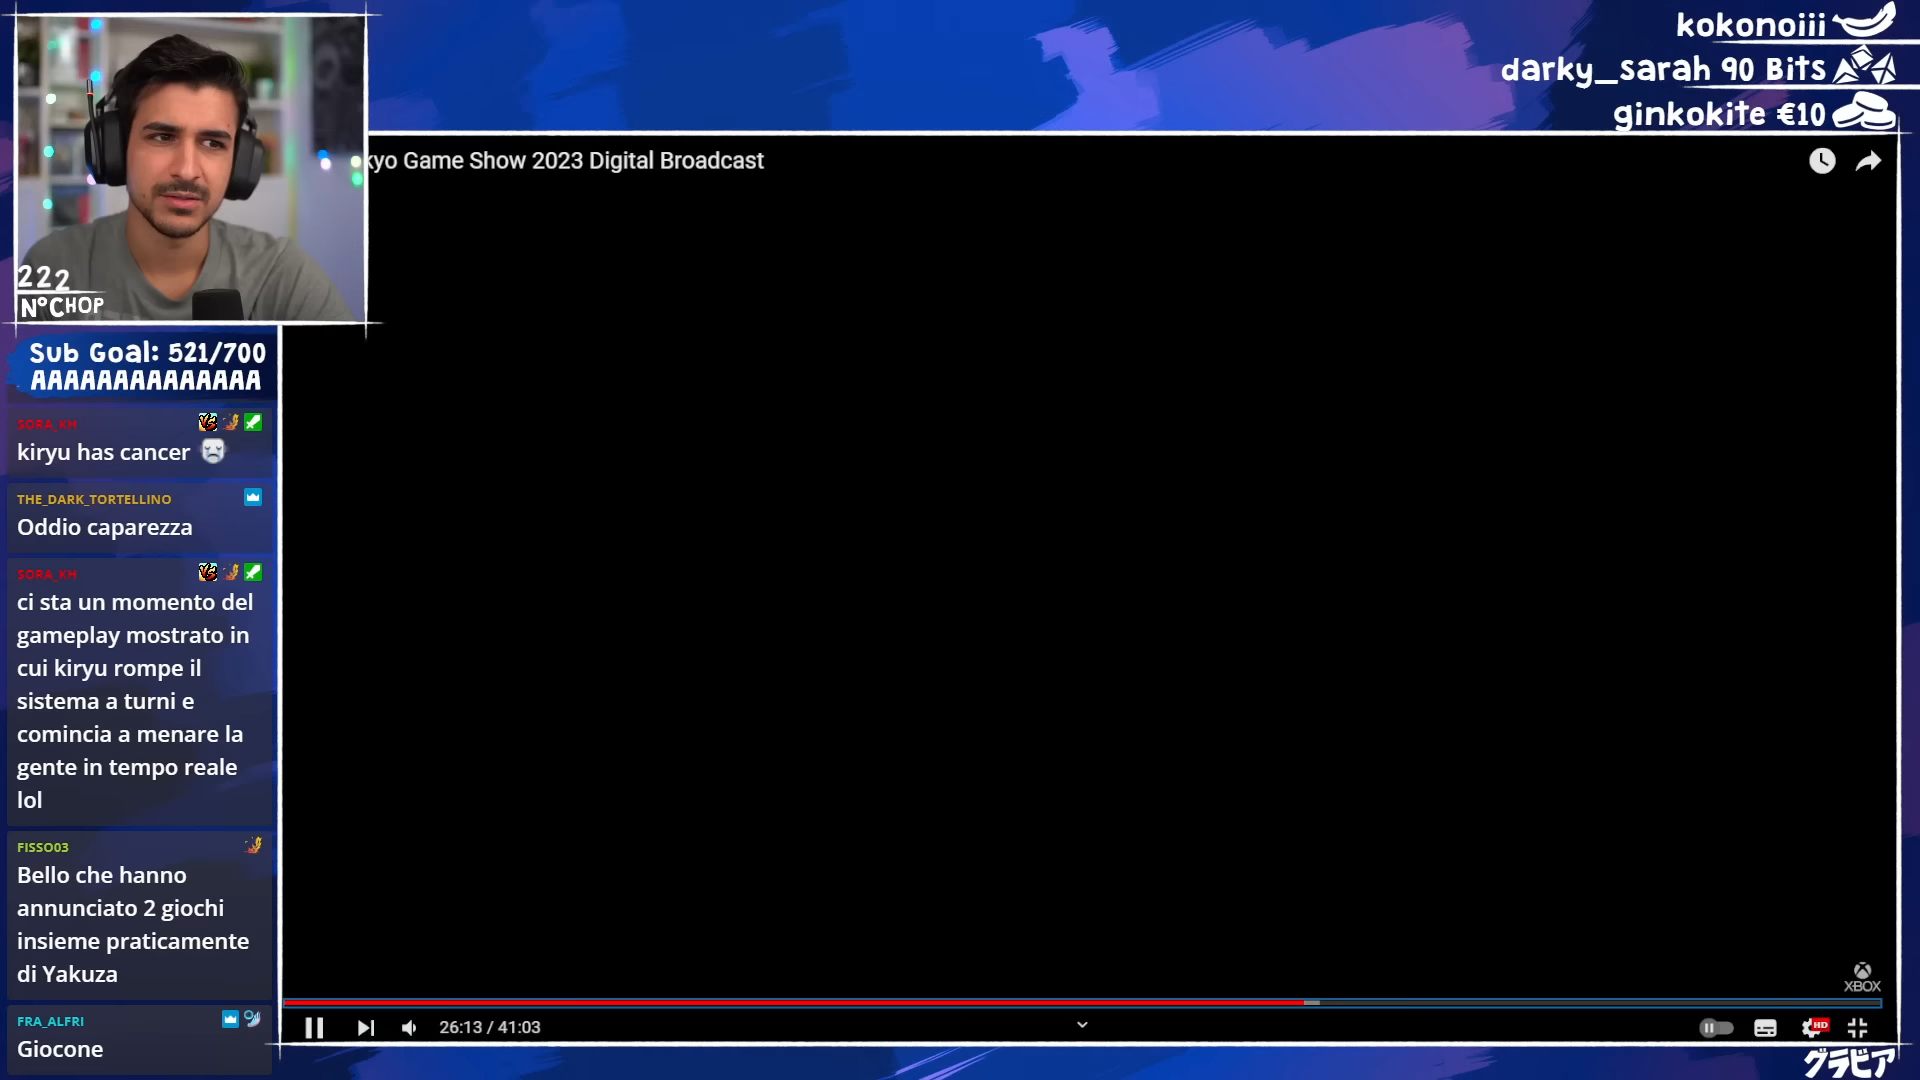 kokonoiii
darky_sarah 90 Bits
ginkokite €10
kyo Game Show 2023 Digital Broadcast
222
N°CHOP
Sub Goal: 521/700
AAAAAAAAAAAAAA
SORA_KH
kiryu has cancer
THE_DARK_TORTELLINO
Oddio caparezza
SORA_KH
ci sta un momento del
gameplay mostrato in
cui kiryu rompe il
sistema a turni e
comincia a menare la
gente in tempo reale
lol
FISSO03
Bello che hanno
annunciato 2 giochi
insieme praticamente
di Yakuza
FRA_ALFRI
Giocone
XBOX
26:13 / 41:03
HD
グラビア